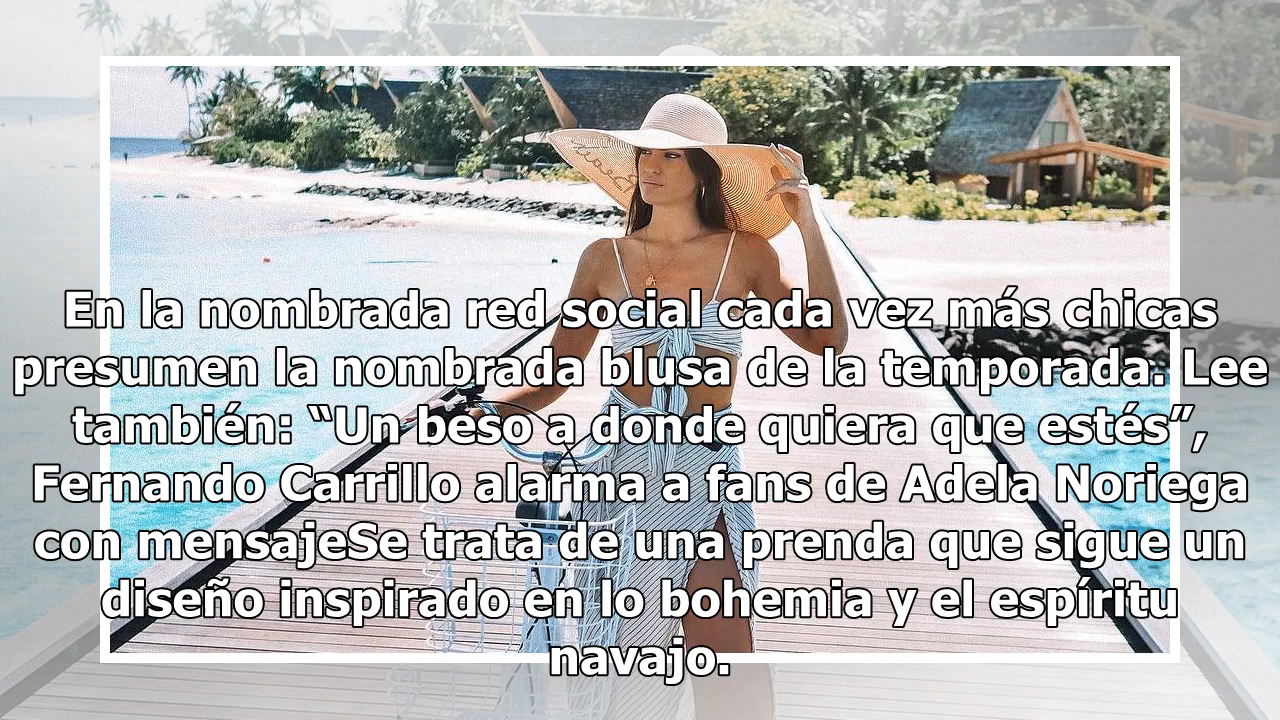 En la nombrada red social cada vez más chicas
presumen la nombrada blusa de la temporada. Lee
también: “Un beso a donde quiera que estés”,
Fernando Carrillo alarma a fans de Adela Noriega
con mensajeSe trata de una prenda que sigue un
diseño inspirado en lo bohemia y el espíritu
navajo.